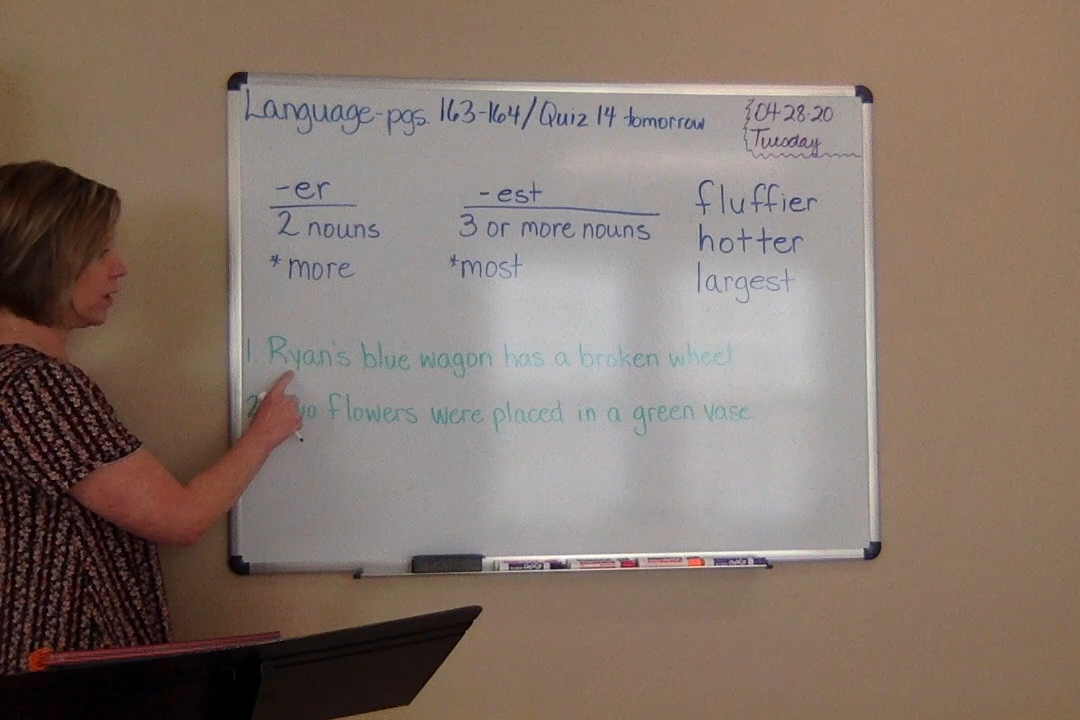 Language-pgs. 163-164/Quiz 14 tomorrow
04·28·20
Tuesday
-er
2 nouns
*more
-est
3 or more nouns
*most
fluffier
hotter
largest
1. Ryan's blue wagon has a broken wheel
2. flowers were placed in a green vase